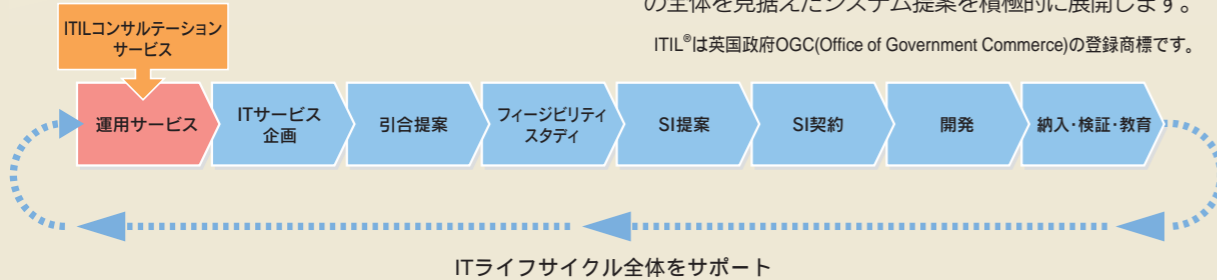 の全体を見据えたシステム提案を積極的に展開します。
ITIL®は英国政府OGC(Office of Government Commerce)の登録商標です。
ITILコンサルテーション
サービス
運用サービス
ITサービス
企画
引合提案
フィージビリティ
スタディ
SI提案
SI契約
開発
納入・検証・教育
ITライフサイクル全体をサポート